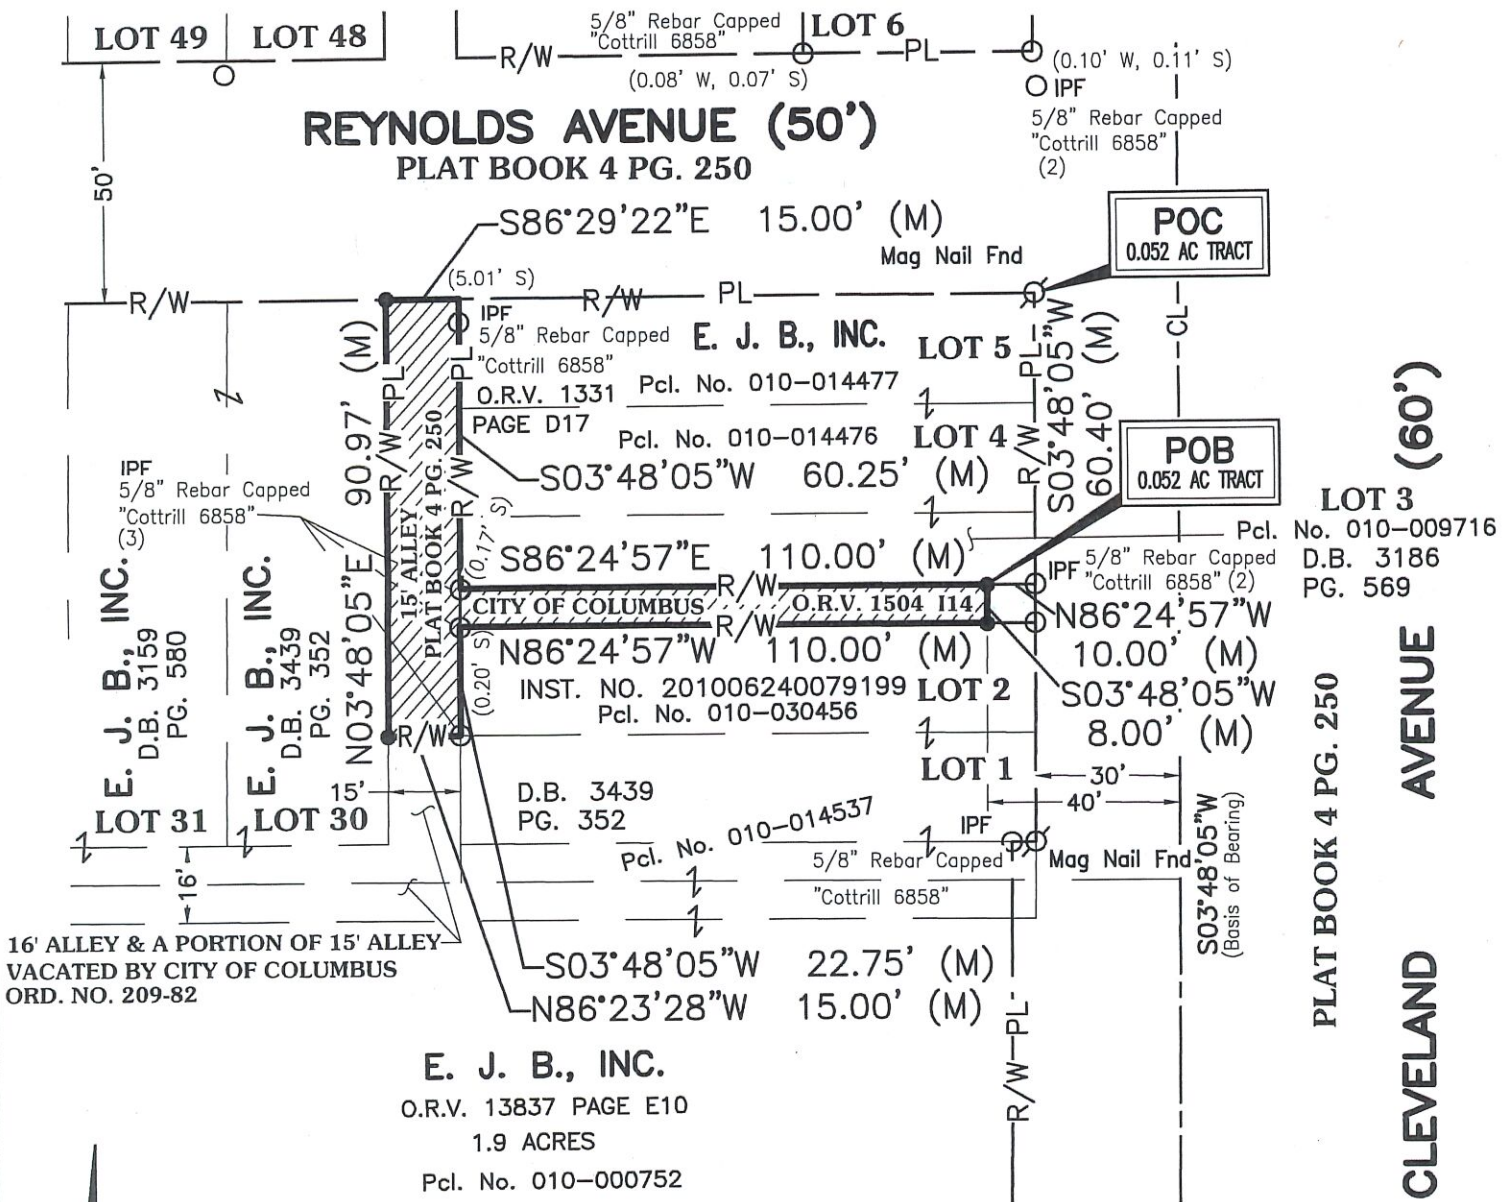 LOT 49
LOT 48
5/8" Rebar Capped
"Cottrill 6858"
LOT 6
R/W
PL
(0.08' W, 0.07' S)
(0.10' W, 0.11' S)
IPF
5/8" Rebar Capped
"Cottrill 6858"
(2)
REYNOLDS AVENUE (50')
PLAT BOOK 4 PG. 250
50'
S86°29'22"E 15.00' (M)
POC
0.052 AC TRACT
Mag Nail Fnd
(5.01' S)
R/W
R/W
PL
IPF
5/8" Rebar Capped
"Cottrill 6858"
E. J. B., INC.
LOT 5
Pcl. No. 010-014477
O.R.V. 1331
PAGE D17
Pcl. No. 010-014476
LOT 4
S03°48'05"W 60.25' (M)
R/W PL
S03°48'05"W
60.40' (M)
CL
POB
0.052 AC TRACT
N03°48'05"E 90.97' (M)
R/W PL
15' ALLEY
PLAT BOOK 4 PG. 250
R/W PL
IPF
5/8" Rebar Capped
"Cottrill 6858"
(3)
(0.17' S)
S86°24'57"E 110.00' (M)
R/W
CITY OF COLUMBUS
O.R.V. 1504 I14
R/W
N86°24'57"W 110.00' (M)
(0.20' S)
INST. NO. 201006240079199
LOT 2
Pcl. No. 010-030456
LOT 3
Pcl. No. 010-009716
D.B. 3186
PG. 569
IPF 5/8" Rebar Capped
"Cottrill 6858" (2)
N86°24'57"W
10.00' (M)
S03°48'05"W
8.00' (M)
E. J. B., INC.
D.B. 3159
PG. 580
E. J. B., INC.
D.B. 3439
PG. 352
R/W
LOT 31
LOT 30
15'
16'
LOT 1
30'
40'
D.B. 3439
PG. 352
Pcl. No. 010-014537
IPF
5/8" Rebar Capped
"Cottrill 6858"
Mag Nail Fnd
S03°48'05"W
(Basis of Bearing)
16' ALLEY & A PORTION OF 15' ALLEY
VACATED BY CITY OF COLUMBUS
ORD. NO. 209-82
S03°48'05"W 22.75' (M)
N86°23'28"W 15.00' (M)
E. J. B., INC.
O.R.V. 13837 PAGE E10
1.9 ACRES
Pcl. No. 010-000752
R/W PL
PLAT BOOK 4 PG. 250
CLEVELAND AVENUE (60')